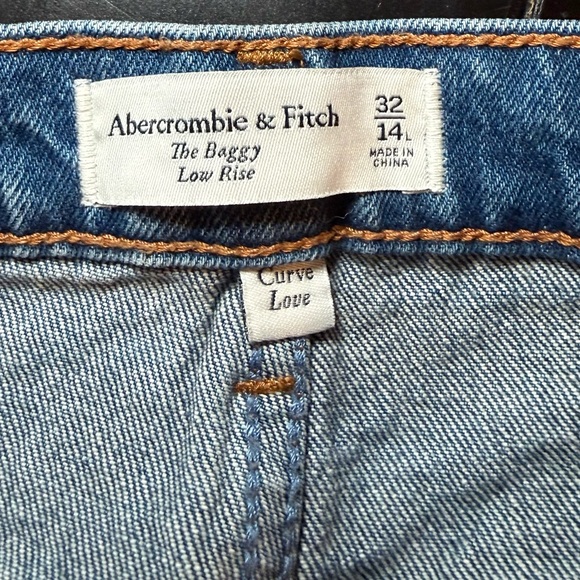 Abercrombie & Fitch
The Baggy
Low Rise
32
14L
MADE IN
CHINA
Curve
Love